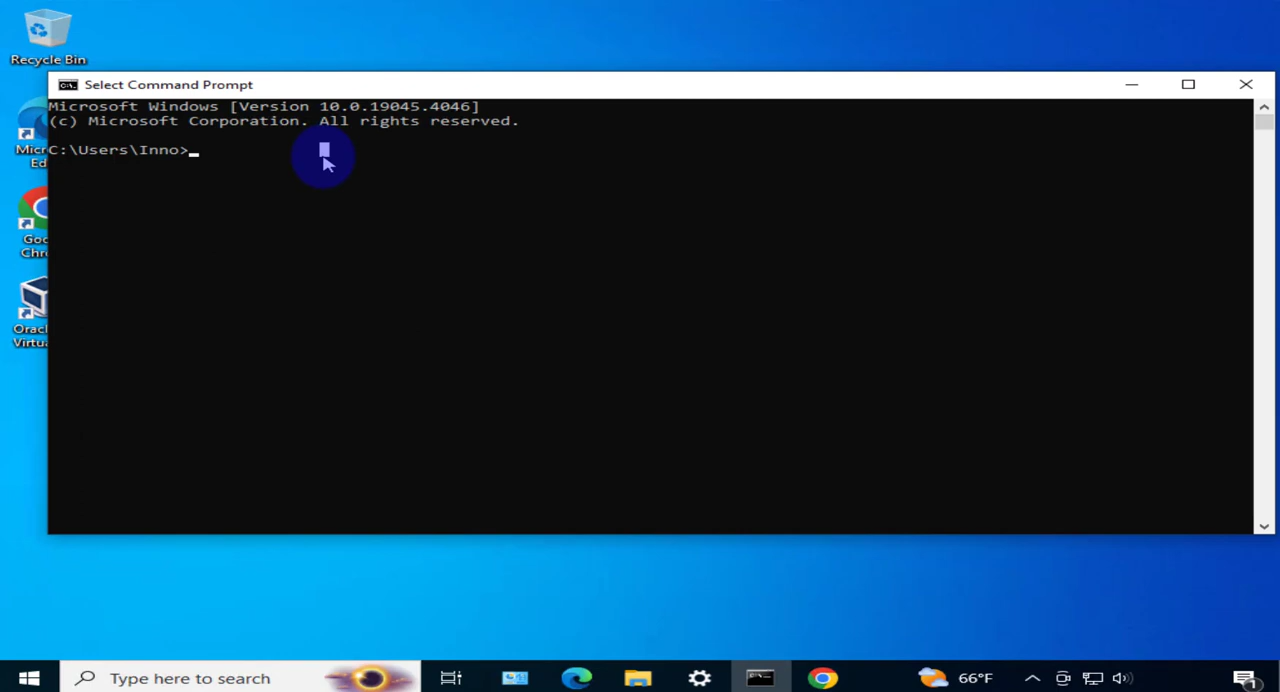 Recycle Bin
Select Command Prompt
Microsoft Windows [Version 10.0.19045.4046]
(c) Microsoft Corporation. All rights reserved.
C:\Users\Inno>
Micr
Ed
Goo
Chr
Orac
Virtu
Type here to search
66°F
1